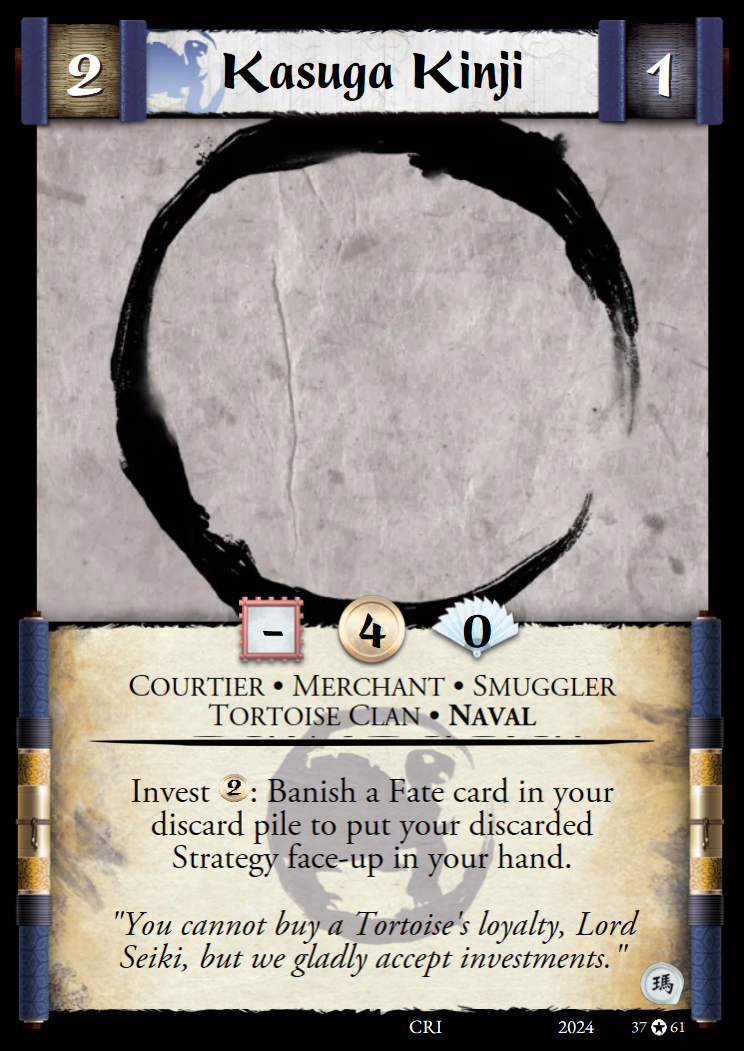 2
Kasuga Kinji
1
-
4
0
COURTIER • MERCHANT • SMUGGLER
TORTOISE CLAN • NAVAL
Invest 2: Banish a Fate card in your
discard pile to put your discarded
Strategy face-up in your hand.
"You cannot buy a Tortoise's loyalty, Lord
Seiki, but we gladly accept investments."
瑪
CRI
2024
37 ✪ 61